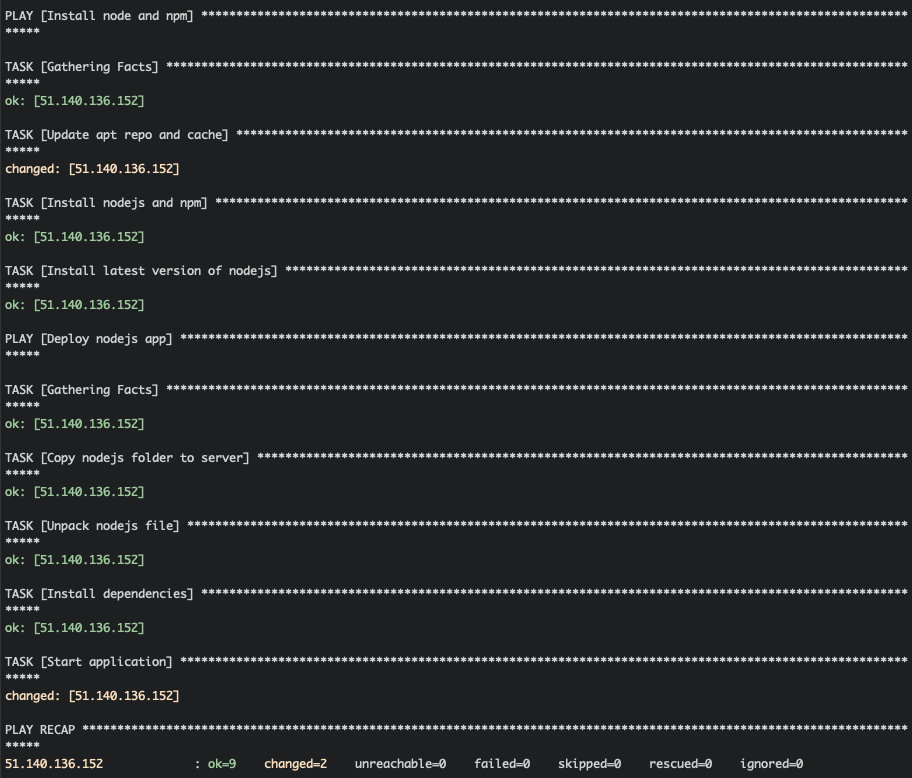 PLAY [Install node and npm] *****************************************************************************************************
*****
TASK [Gathering Facts] **********************************************************************************************************
*****
ok: [51.140.136.152]
TASK [Update apt repo and cache] ************************************************************************************************
*****
changed: [51.140.136.152]
TASK [Install nodejs and npm] ***************************************************************************************************
*****
ok: [51.140.136.152]
TASK [Install latest version of nodejs] *****************************************************************************************
*****
ok: [51.140.136.152]
PLAY [Deploy nodejs app] ********************************************************************************************************
*****
TASK [Gathering Facts] **********************************************************************************************************
*****
ok: [51.140.136.152]
TASK [Copy nodejs folder to server] *********************************************************************************************
*****
ok: [51.140.136.152]
TASK [Unpack nodejs file] *******************************************************************************************************
*****
ok: [51.140.136.152]
TASK [Install dependencies] *****************************************************************************************************
*****
ok: [51.140.136.152]
TASK [Start application] ********************************************************************************************************
*****
changed: [51.140.136.152]
PLAY RECAP **********************************************************************************************************************
*****
51.140.136.152             : ok=9    changed=2    unreachable=0    failed=0    skipped=0    rescued=0    ignored=0